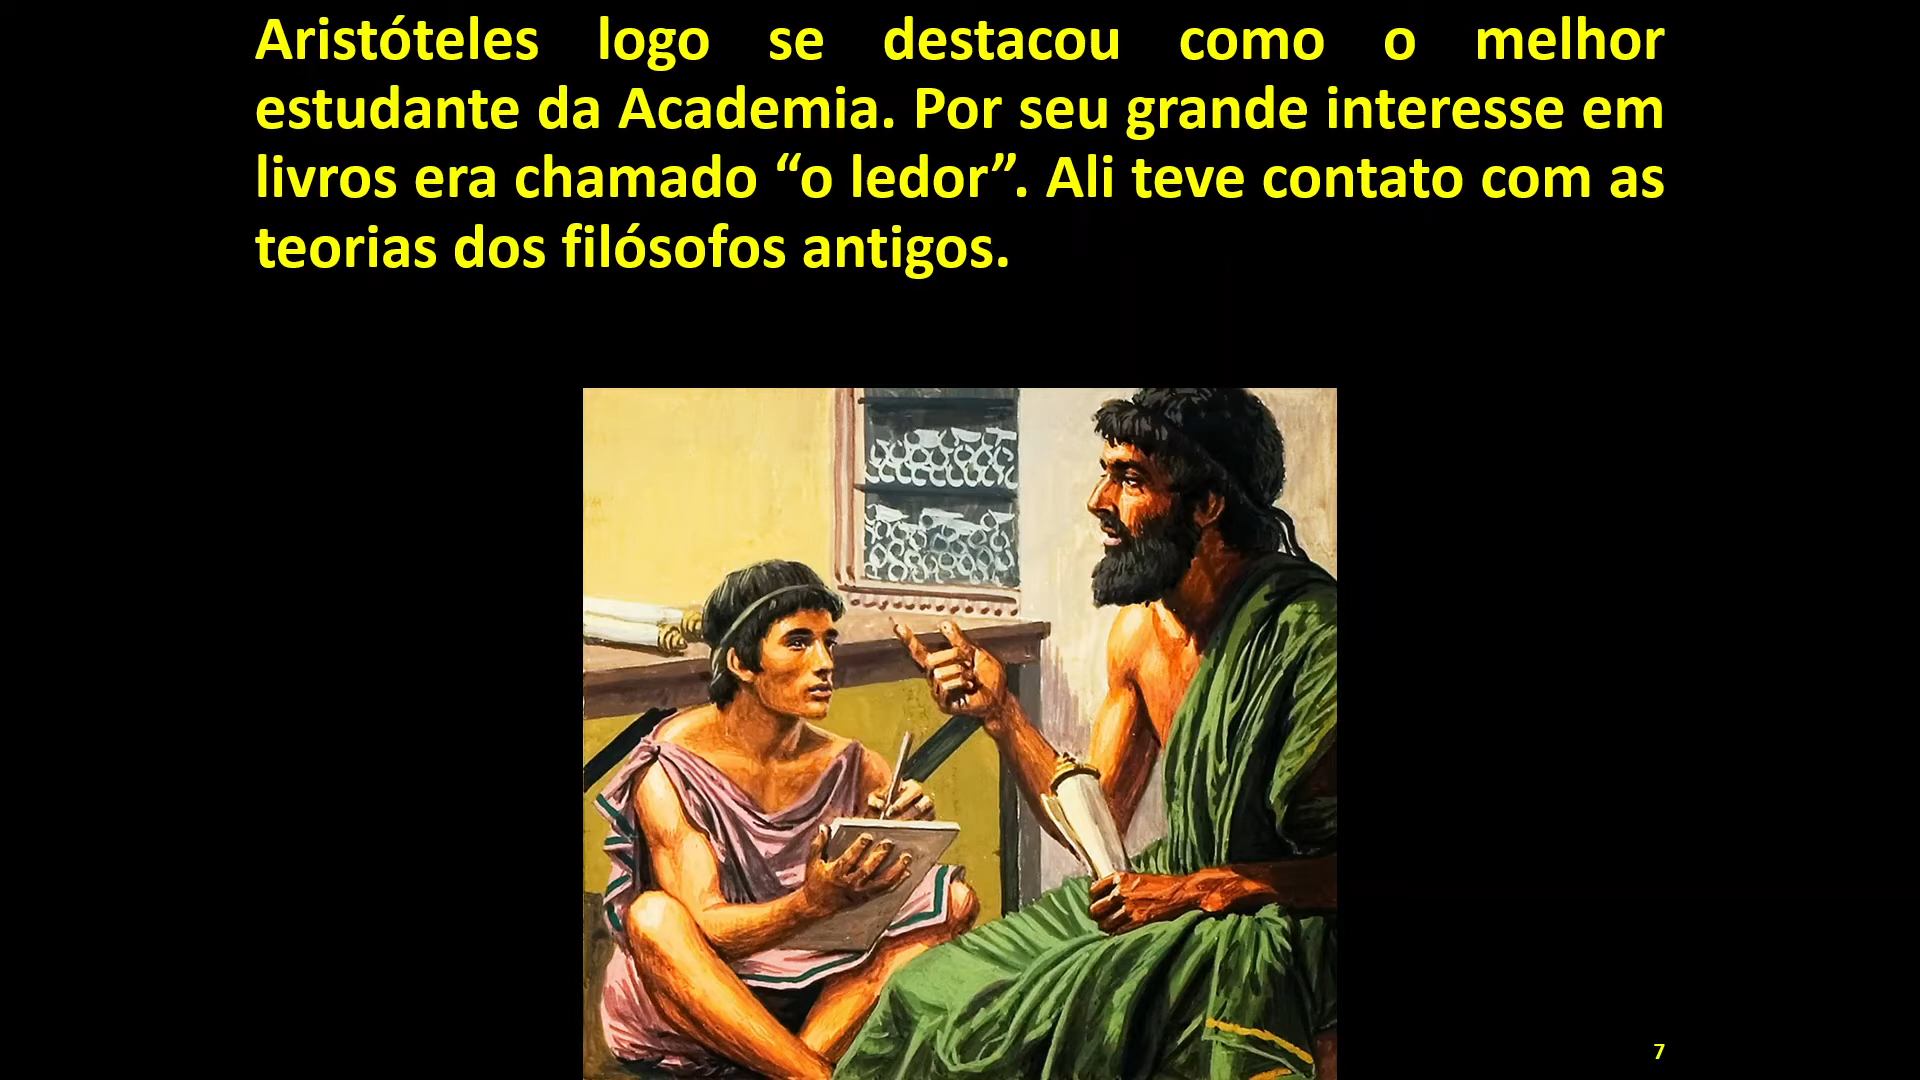 Aristóteles logo se destacou como o melhor
estudante da Academia. Por seu grande interesse em
livros era chamado “o ledor”. Ali teve contato com as
teorias dos filósofos antigos.
7